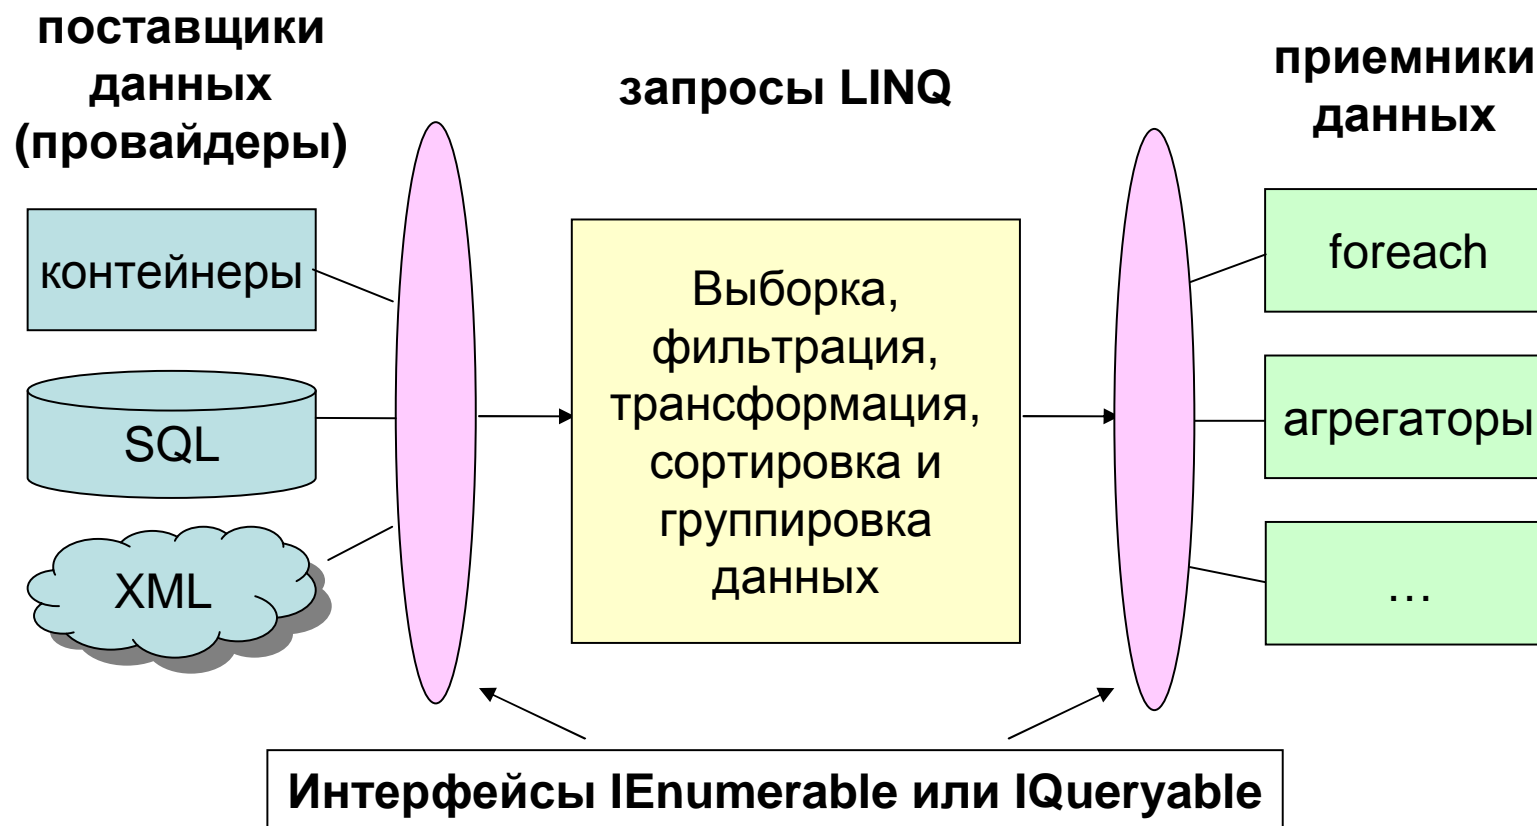 поставщики
данных
(провайдеры)
запросы LINQ
приемники
данных
контейнеры
SQL
XML
Выборка,
фильтрация,
трансформация,
сортировка и
группировка
данных
foreach
агрегаторы
...
Интерфейсы IEnumerable или IQueryable